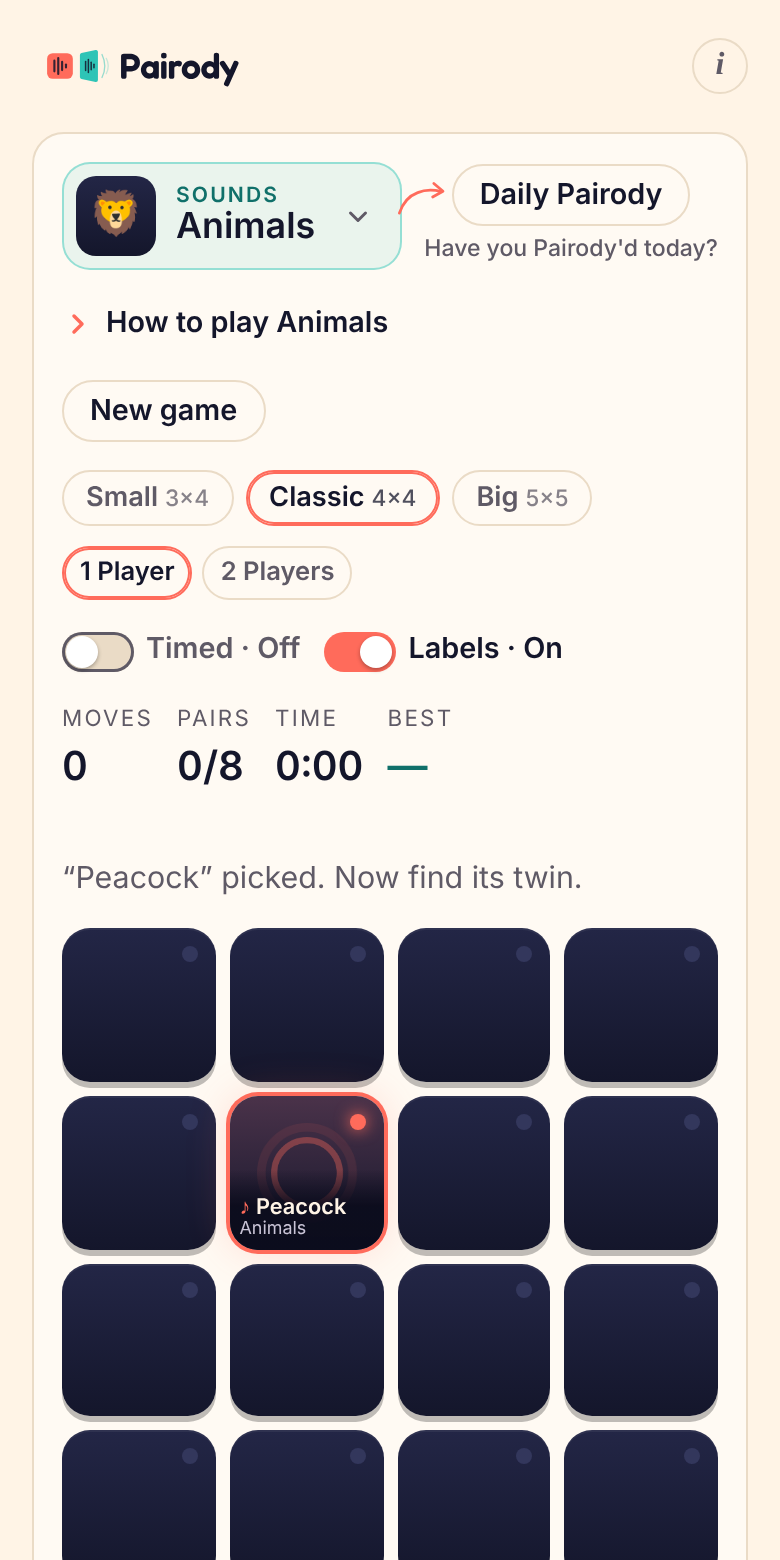 Pairody
i
SOUNDS
Animals
Daily Pairody
Have you Pairody'd today?
How to play Animals
New game
Small 3×4 Classic 4×4 Big 5×5
1 Player 2 Players
Timed · Off Labels · On
MOVES PAIRS TIME BEST
0 0/8 0:00 —
“Peacock” picked. Now find its twin.
♪ Peacock
Animals